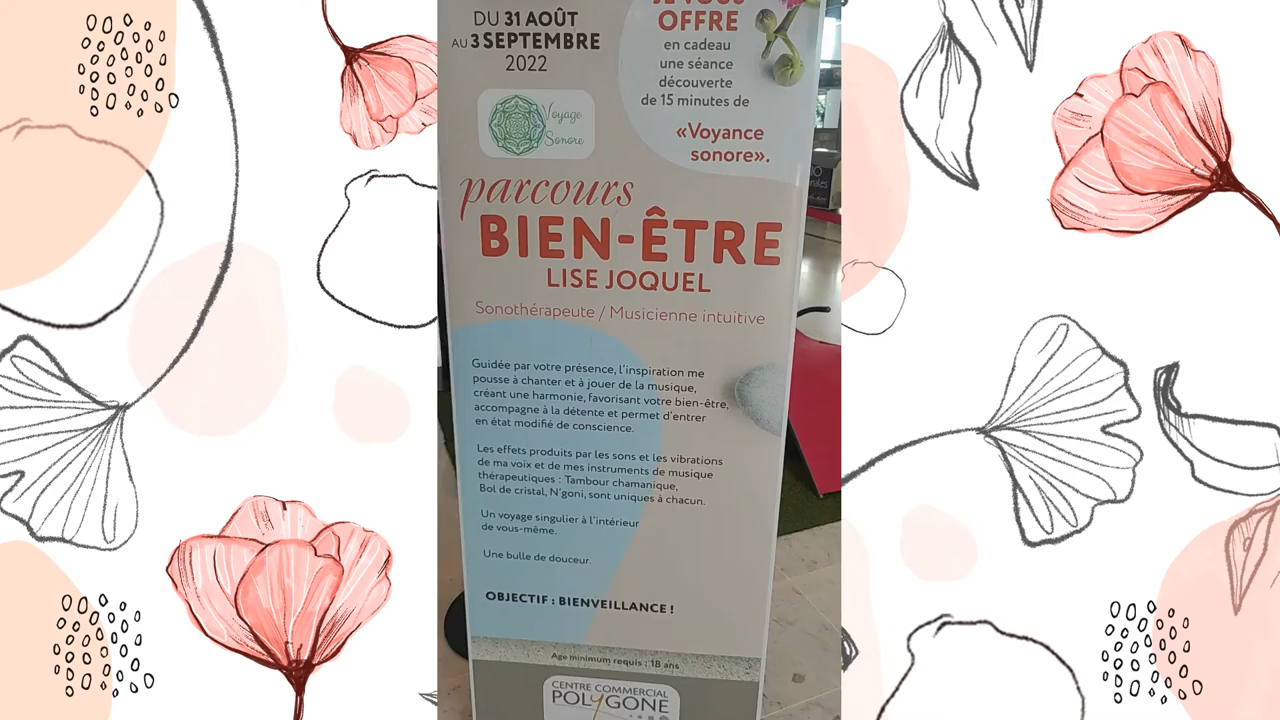 DU 31 AOÛT
AU 3 SEPTEMBRE
2022
Voyage
Sonore
JE VOUS
OFFRE
en cadeau
une séance
découverte
de 15 minutes de
«Voyance
sonore».
parcours
BIEN-ÊTRE
LISE JOQUEL
Sonothérapeute / Musicienne intuitive
Guidée par votre présence, l'inspiration me
pousse à chanter et à jouer de la musique,
créant une harmonie, favorisant votre bien-être,
accompagne à la détente et permet d'entrer
en état modifié de conscience.
Les effets produits par les sons et les vibrations
de ma voix et de mes instruments de musique
thérapeutiques : Tambour chamanique,
Bol de cristal, N'goni, sont uniques à chacun.
Un voyage singulier à l'intérieur
de vous-même.
Une bulle de douceur.
OBJECTIF : BIENVEILLANCE !
Age minimum requis : 18 ans
CENTRE COMMERCIAL
POLYGONE